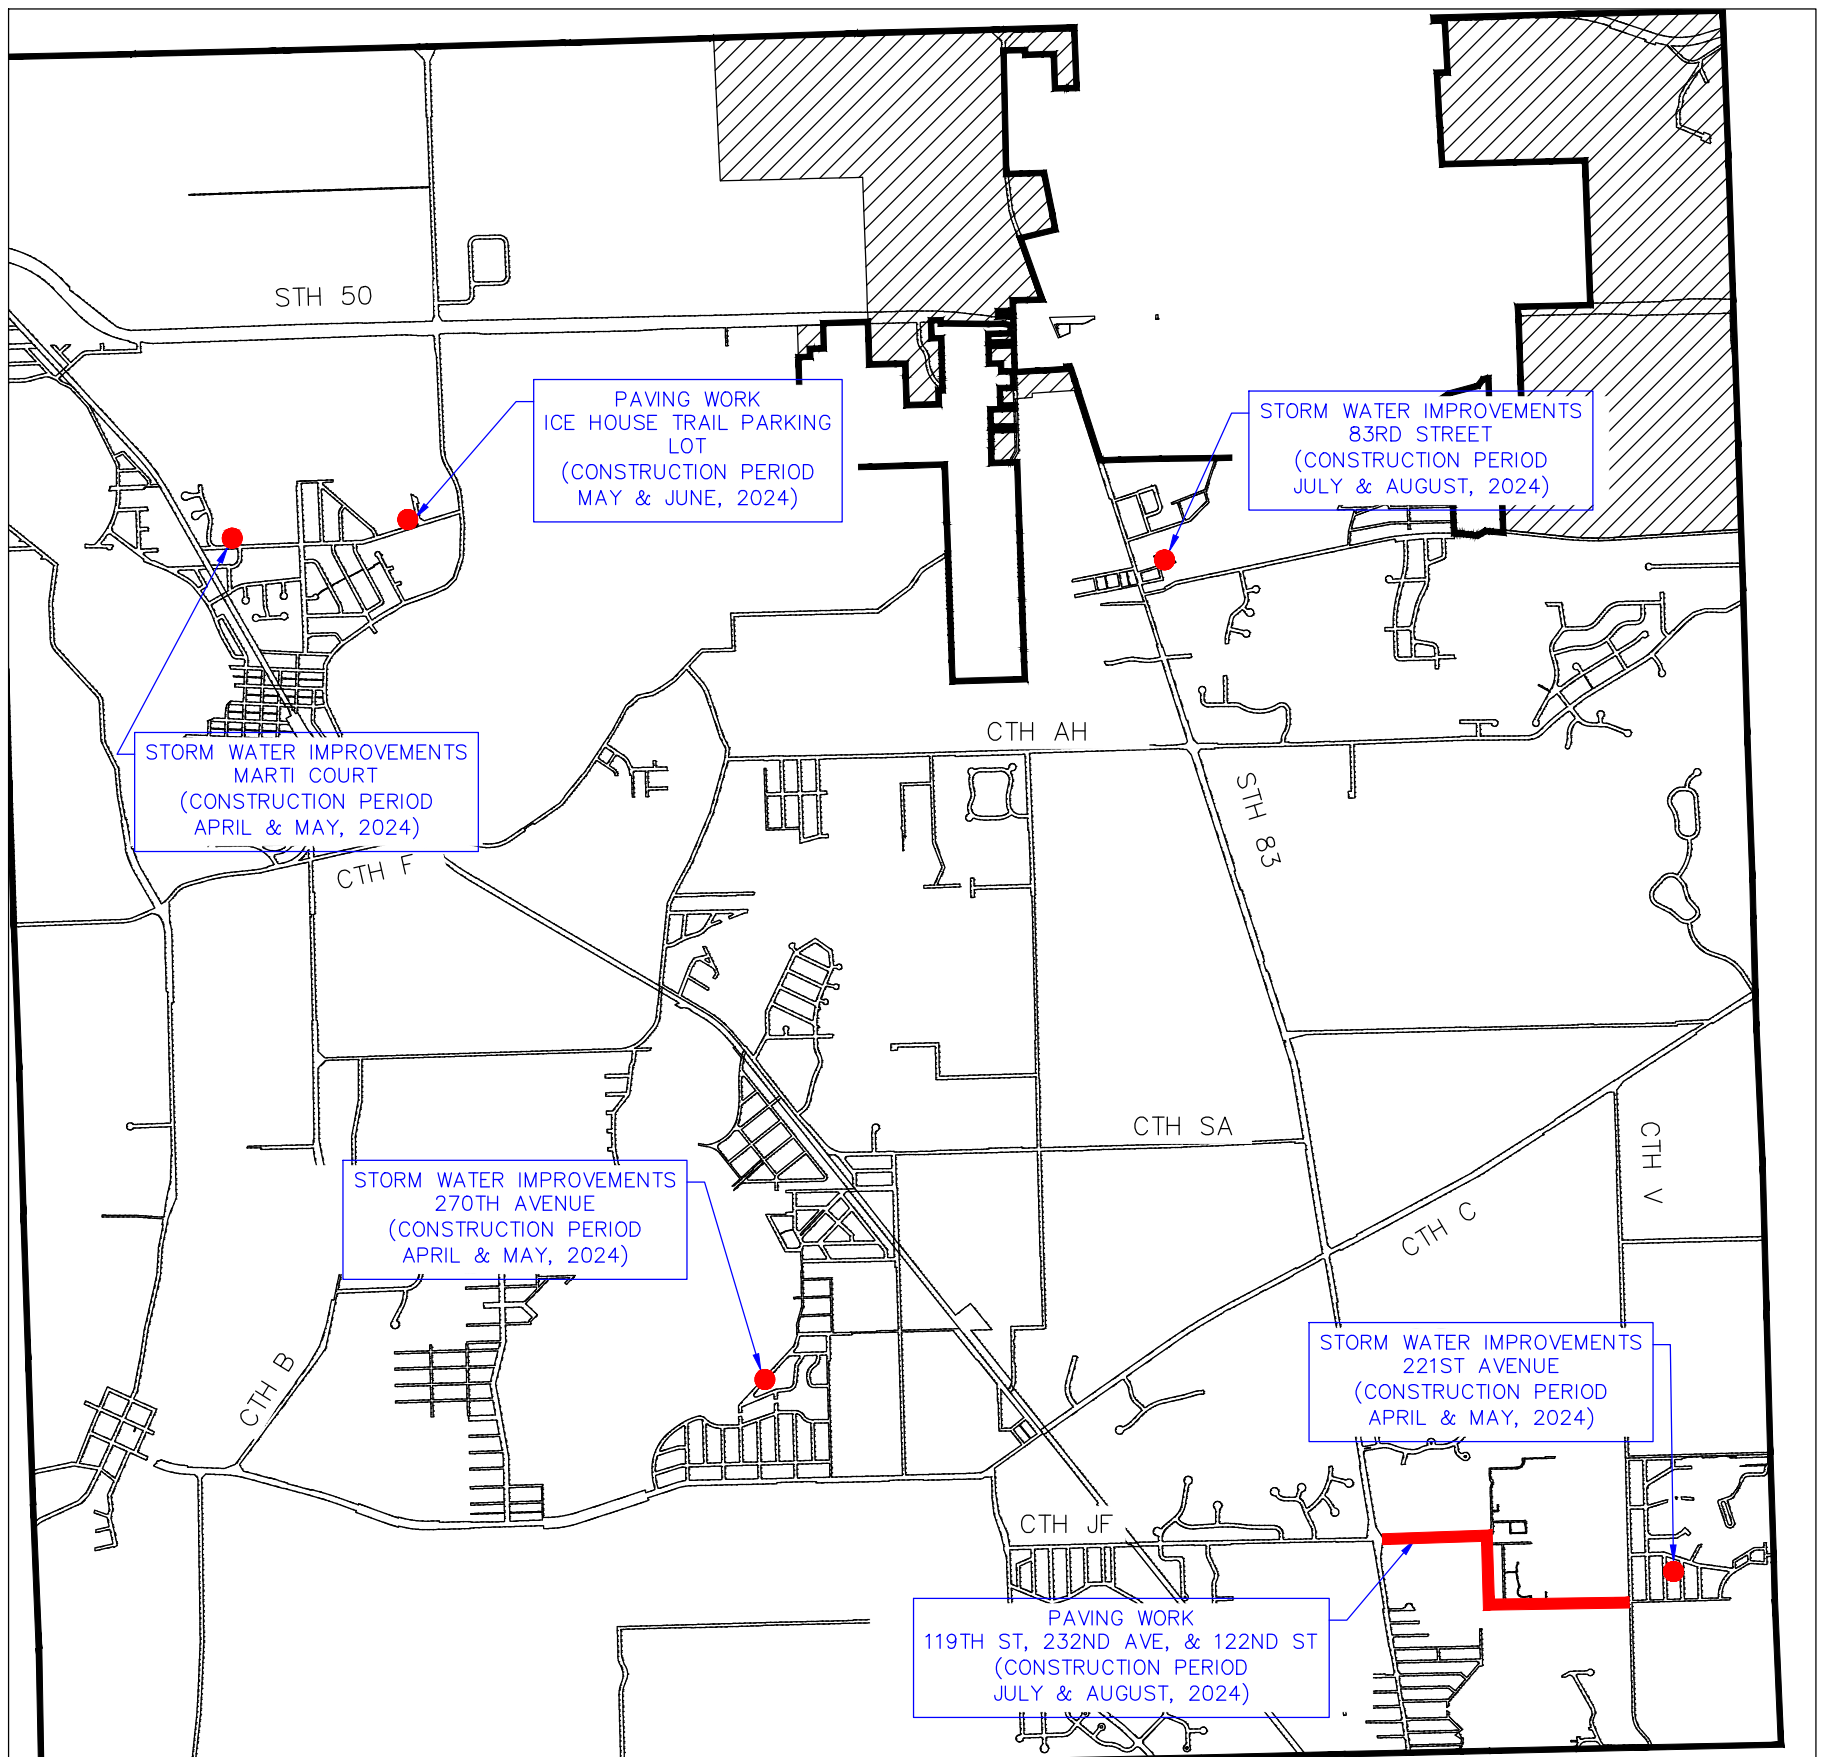 STH 50
PAVING WORK
ICE HOUSE TRAIL PARKING
LOT
(CONSTRUCTION PERIOD
MAY & JUNE, 2024)
STORM WATER IMPROVEMENTS
83RD STREET
(CONSTRUCTION PERIOD
JULY & AUGUST, 2024)
CTH AH
STORM WATER IMPROVEMENTS
MARTI COURT
(CONSTRUCTION PERIOD
APRIL & MAY, 2024)
STH 83
CTH F
CTH SA
CTH V
STORM WATER IMPROVEMENTS
270TH AVENUE
(CONSTRUCTION PERIOD
APRIL & MAY, 2024)
CTH C
STORM WATER IMPROVEMENTS
221ST AVENUE
(CONSTRUCTION PERIOD
APRIL & MAY, 2024)
CTH B
CTH JF
PAVING WORK
119TH ST, 232ND AVE, & 122ND ST
(CONSTRUCTION PERIOD
JULY & AUGUST, 2024)